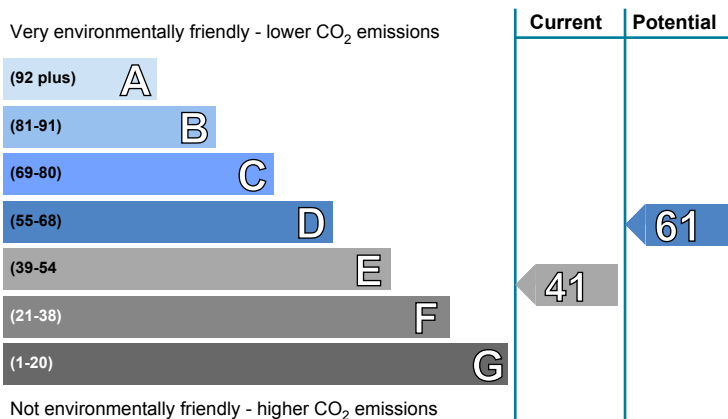 Very environmentally friendly - lower CO2 emissions
Current
Potential
(92 plus) A
(81-91) B
(69-80) C
(55-68) D
61
(39-54 E
41
(21-38) F
(1-20) G
Not environmentally friendly - higher CO2 emissions